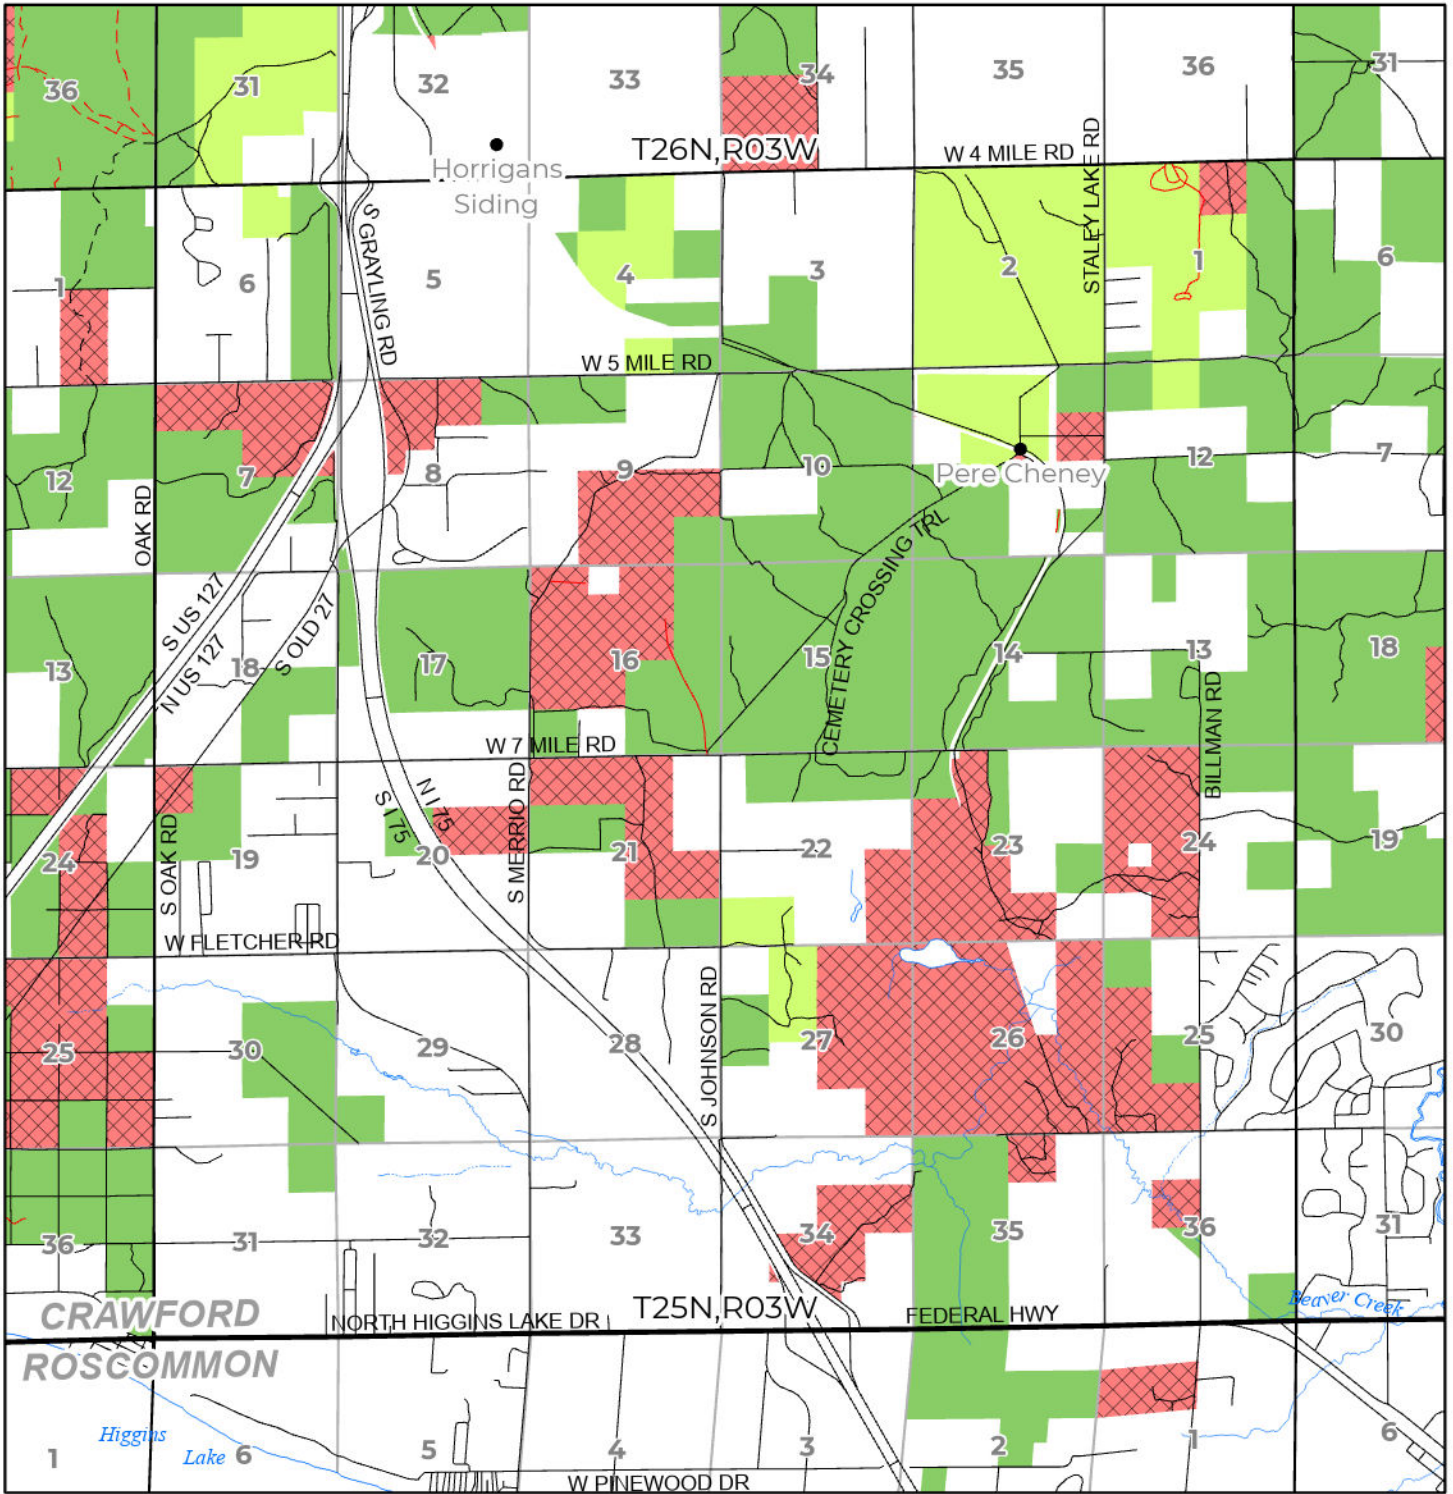 36
31
32
33
34
35
36
31
T26N,R03W
W 4 MILE RD
Horrigans
Siding
STALEY LAKE RD
S GRAYLING RD
1
6
5
4
3
2
1
6
W 5 MILE RD
12
7
8
9
10
Pere Cheney
12
7
OAK RD
CEMETERY CROSSING TRL
S US 127
N US 127
S OLD 27
13
18
17
16
15
14
13
18
BILLMAN RD
W 7 MILE RD
S MERRIO RD
N I 75
S I 75
S OAK RD
24
19
20
21
22
23
24
19
W FLETCHER RD
S JOHNSON RD
25
30
29
28
27
26
25
30
36
31
32
33
34
35
36
31
CRAWFORD
NORTH HIGGINS LAKE DR
T25N,R03W
FEDERAL HWY
Beaver Creek
ROSCOMMON
Higgins
Lake
1
6
5
4
3
2
1
6
W PINEWOOD DR